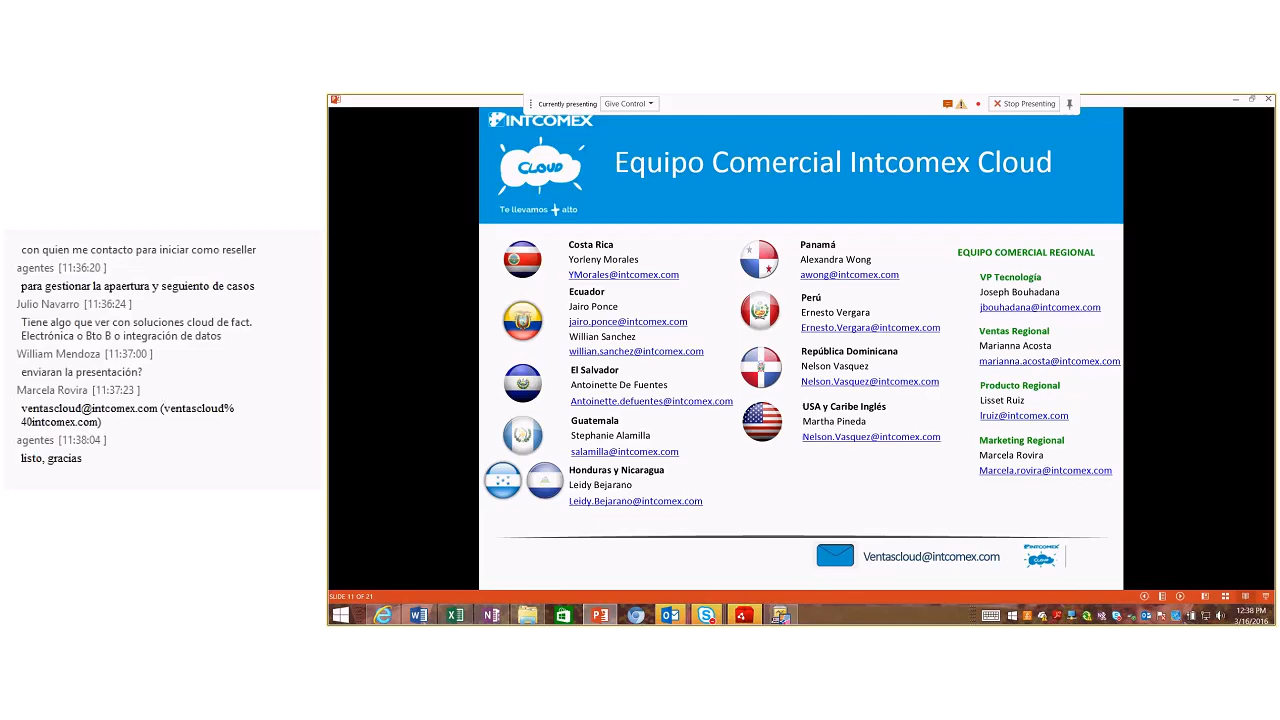 con quien me contacto para iniciar como reseller
agentes [11:36:20 ]
para gestionar la apaertura y seguiento de casos
Julio Navarro [11:36:24 ]
Tiene algo que ver con soluciones cloud de fact.
Electrónica o Bto B o integración de datos
William Mendoza [11:37:00 ]
enviaran la presentación?
Marcela Rovira [11:37:23 ]
ventascloud@intcomex.com (ventascloud%
40intcomex.com)
agentes [11:38:04 ]
listo, gracias
Currently presenting Give Control
Stop Presenting
INTCOMEX
CLOUD
Te llevamos + alto
Equipo Comercial Intcomex Cloud
Costa Rica
Yorleny Morales
YMorales@intcomex.com
Ecuador
Jairo Ponce
jairo.ponce@intcomex.com
Willian Sanchez
willian.sanchez@intcomex.com
El Salvador
Antoinette De Fuentes
Antoinette.defuentes@intcomex.com
Guatemala
Stephanie Alamilla
salamilla@intcomex.com
Honduras y Nicaragua
Leidy Bejarano
Leidy.Bejarano@intcomex.com
Panamá
Alexandra Wong
awong@intcomex.com
Perú
Ernesto Vergara
Ernesto.Vergara@intcomex.com
República Dominicana
Nelson Vasquez
Nelson.Vasquez@intcomex.com
USA y Caribe Inglés
Martha Pineda
Nelson.Vasquez@intcomex.com
EQUIPO COMERCIAL REGIONAL
VP Tecnología
Joseph Bouhadana
jbouhadana@intcomex.com
Ventas Regional
Marianna Acosta
marianna.acosta@intcomex.com
Producto Regional
Lisset Ruiz
lruiz@intcomex.com
Marketing Regional
Marcela Rovira
Marcela.rovira@intcomex.com
Ventascloud@intcomex.com
INTCOMEX
CLOUD
SLIDE 11 OF 21
12:38 PM
3/16/2016